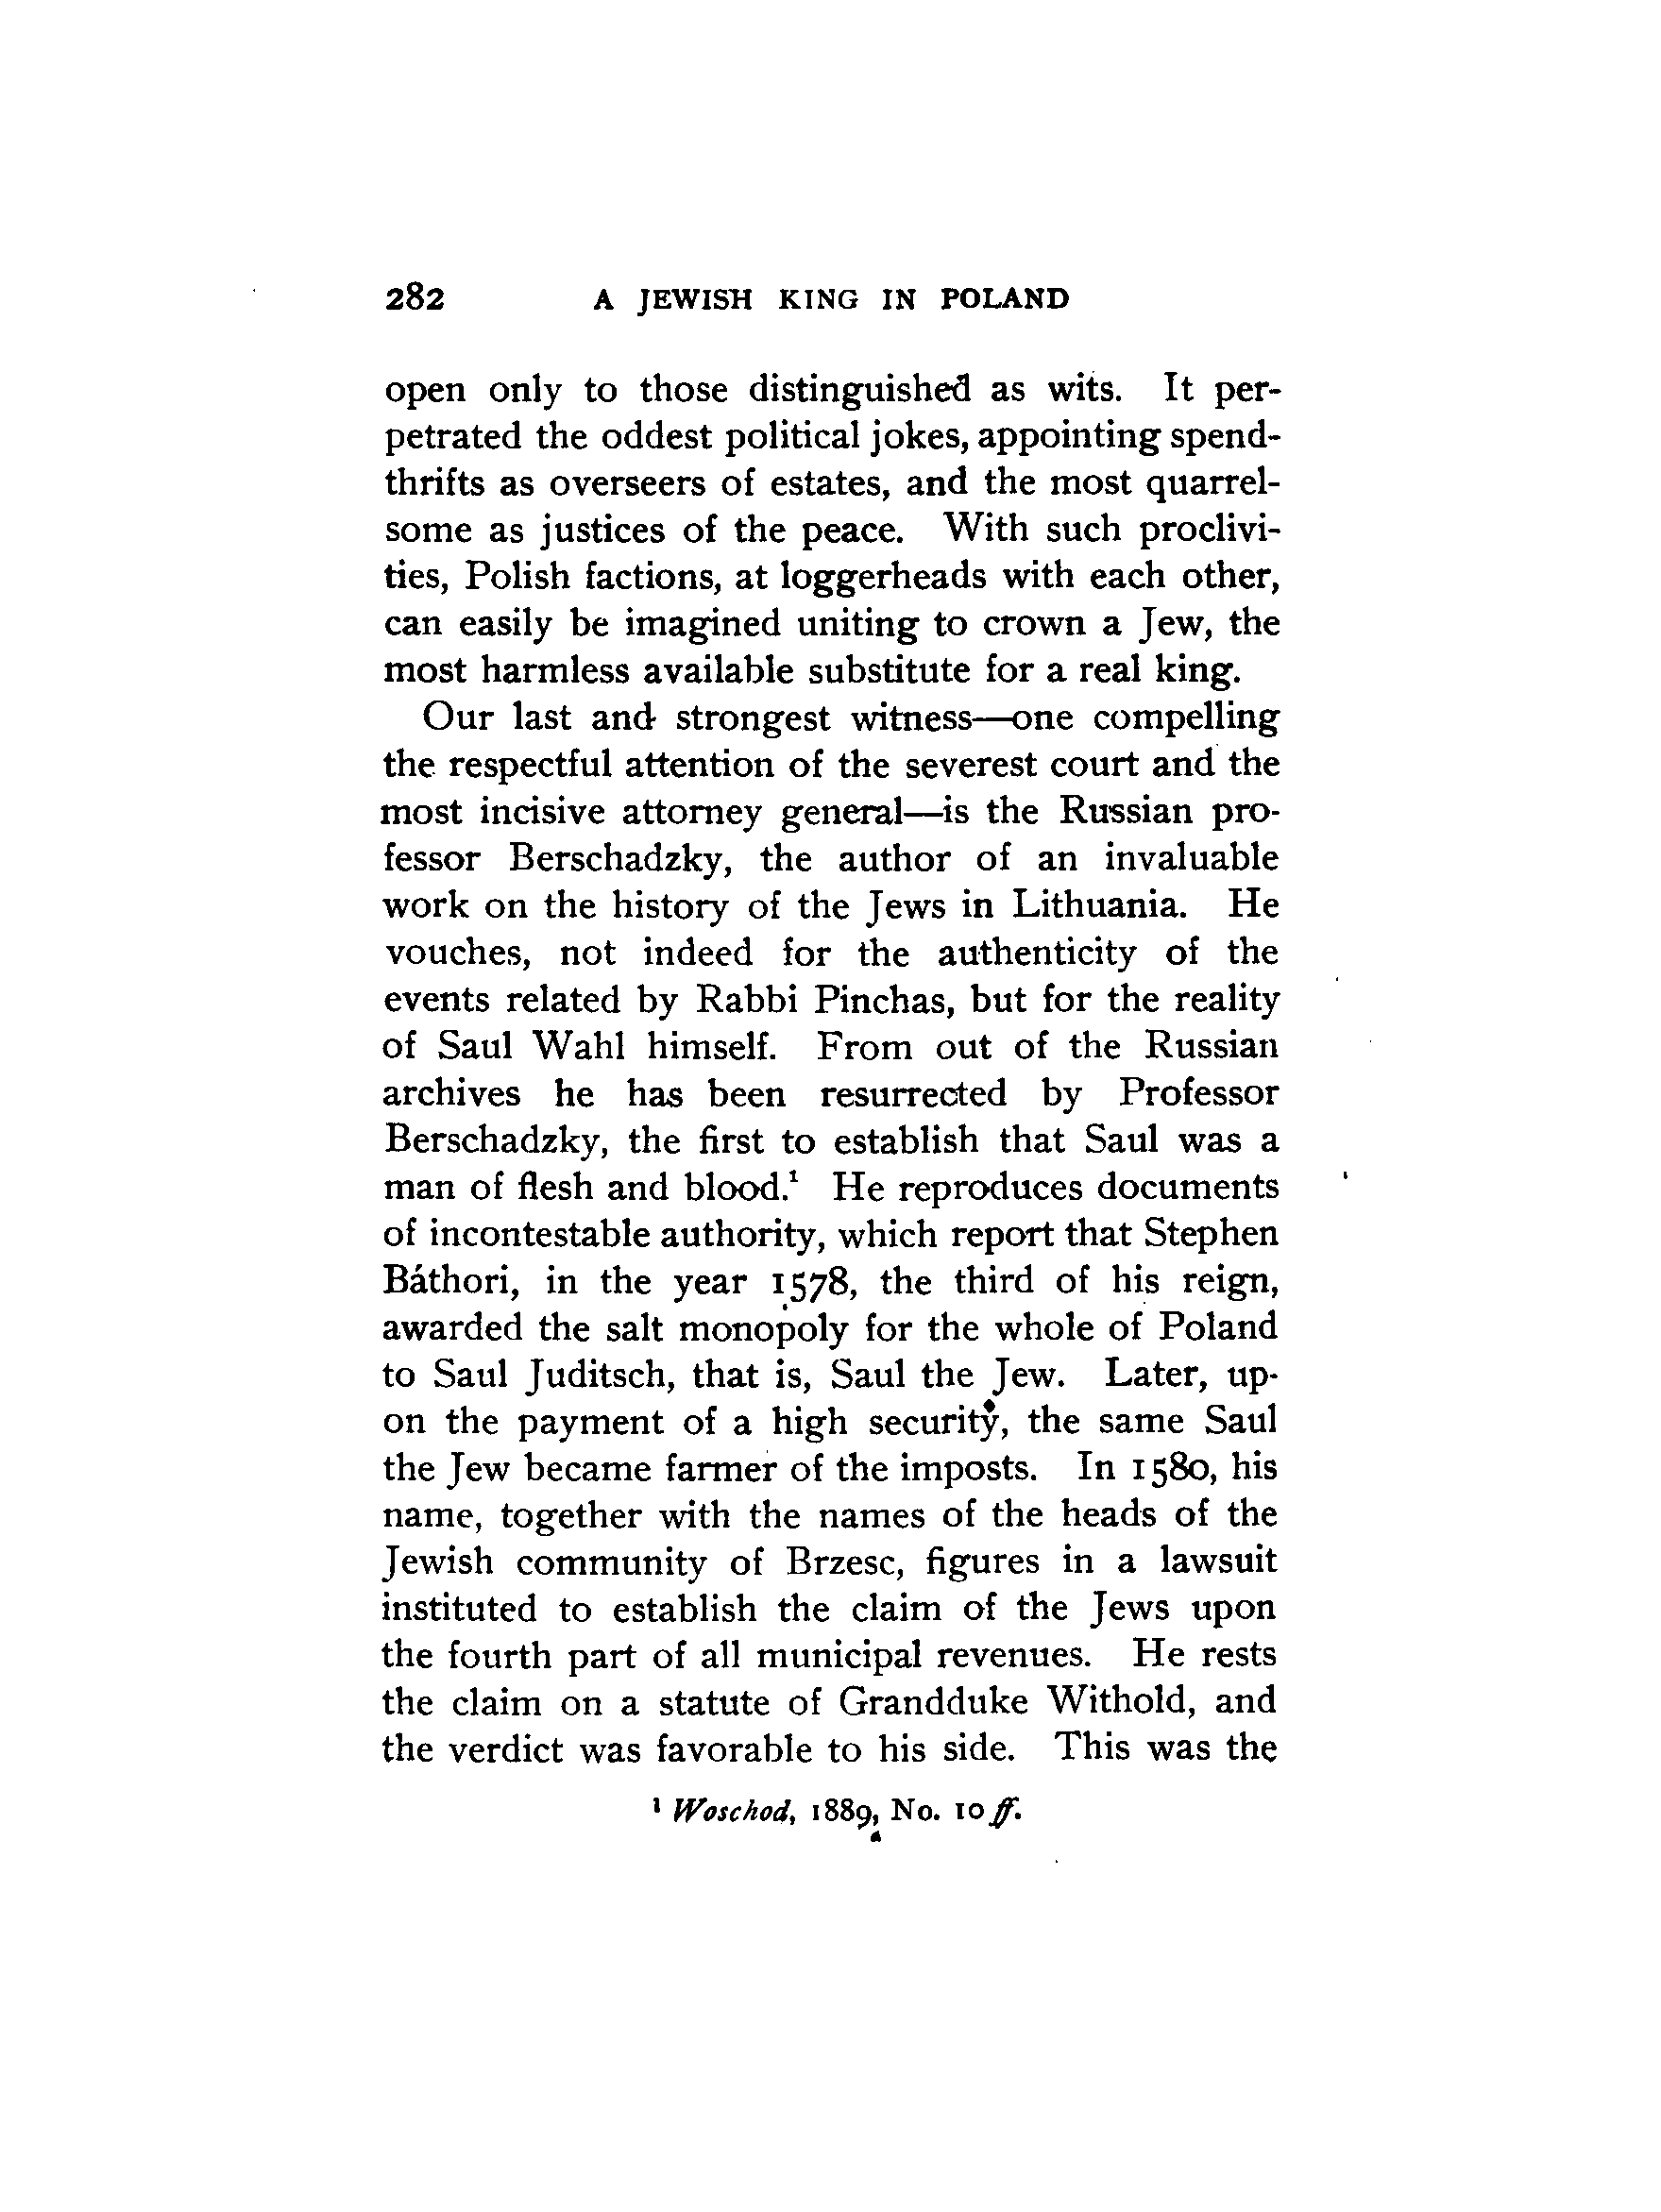 282 A JEWISH KING IN POLAND
open only to those distinguished as wits. It per-
petrated the oddest political jokes, appointing spend-
thrifts as overseers of estates, and the most quarrel-
some as justices of the peace. With such proclivi-
ties, Polish factions, at loggerheads with each other,
can easily be imagined uniting to crown a Jew, the
most harmless available substitute for a real king.
Our last and strongest witness—one compelling
the respectful attention of the severest court and the
most incisive attorney general—is the Russian pro-
fessor Berschadzky, the author of an invaluable
work on the history of the Jews in Lithuania. He
vouches, not indeed for the authenticity of the
events related by Rabbi Pinchas, but for the reality
of Saul Wahl himself. From out of the Russian
archives he has been resurrected by Professor
Berschadzky, the first to establish that Saul was a
man of flesh and blood.¹ He reproduces documents
of incontestable authority, which report that Stephen
Báthori, in the year 1578, the third of his reign,
awarded the salt monopoly for the whole of Poland
to Saul Juditsch, that is, Saul the Jew. Later, up-
on the payment of a high security, the same Saul
the Jew became farmer of the imposts. In 1580, his
name, together with the names of the heads of the
Jewish community of Brzesc, figures in a lawsuit
instituted to establish the claim of the Jews upon
the fourth part of all municipal revenues. He rests
the claim on a statute of Grandduke Withold, and
the verdict was favorable to his side. This was the
¹ Woschod, 1889, No. 10 ff.